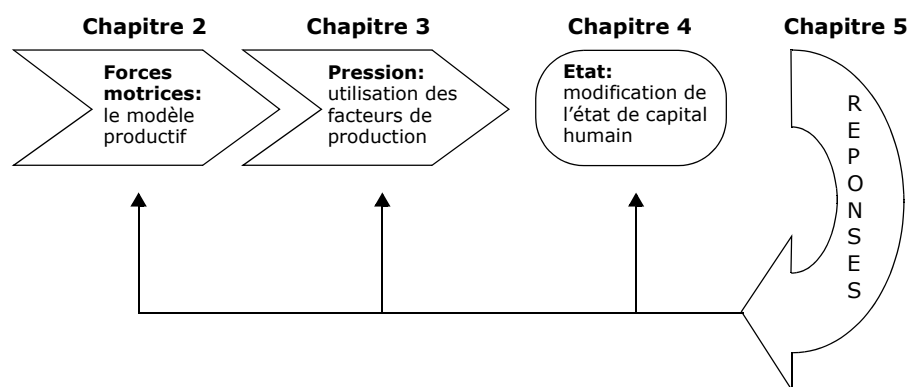 Chapitre 2
Chapitre 3
Chapitre 4
Chapitre 5
Forces
motrices:
le modèle
productif
Pression:
utilisation des
facteurs de
production
Etat:
modification de
l'état de capital
humain
R
E
P
O
N
S
E
S